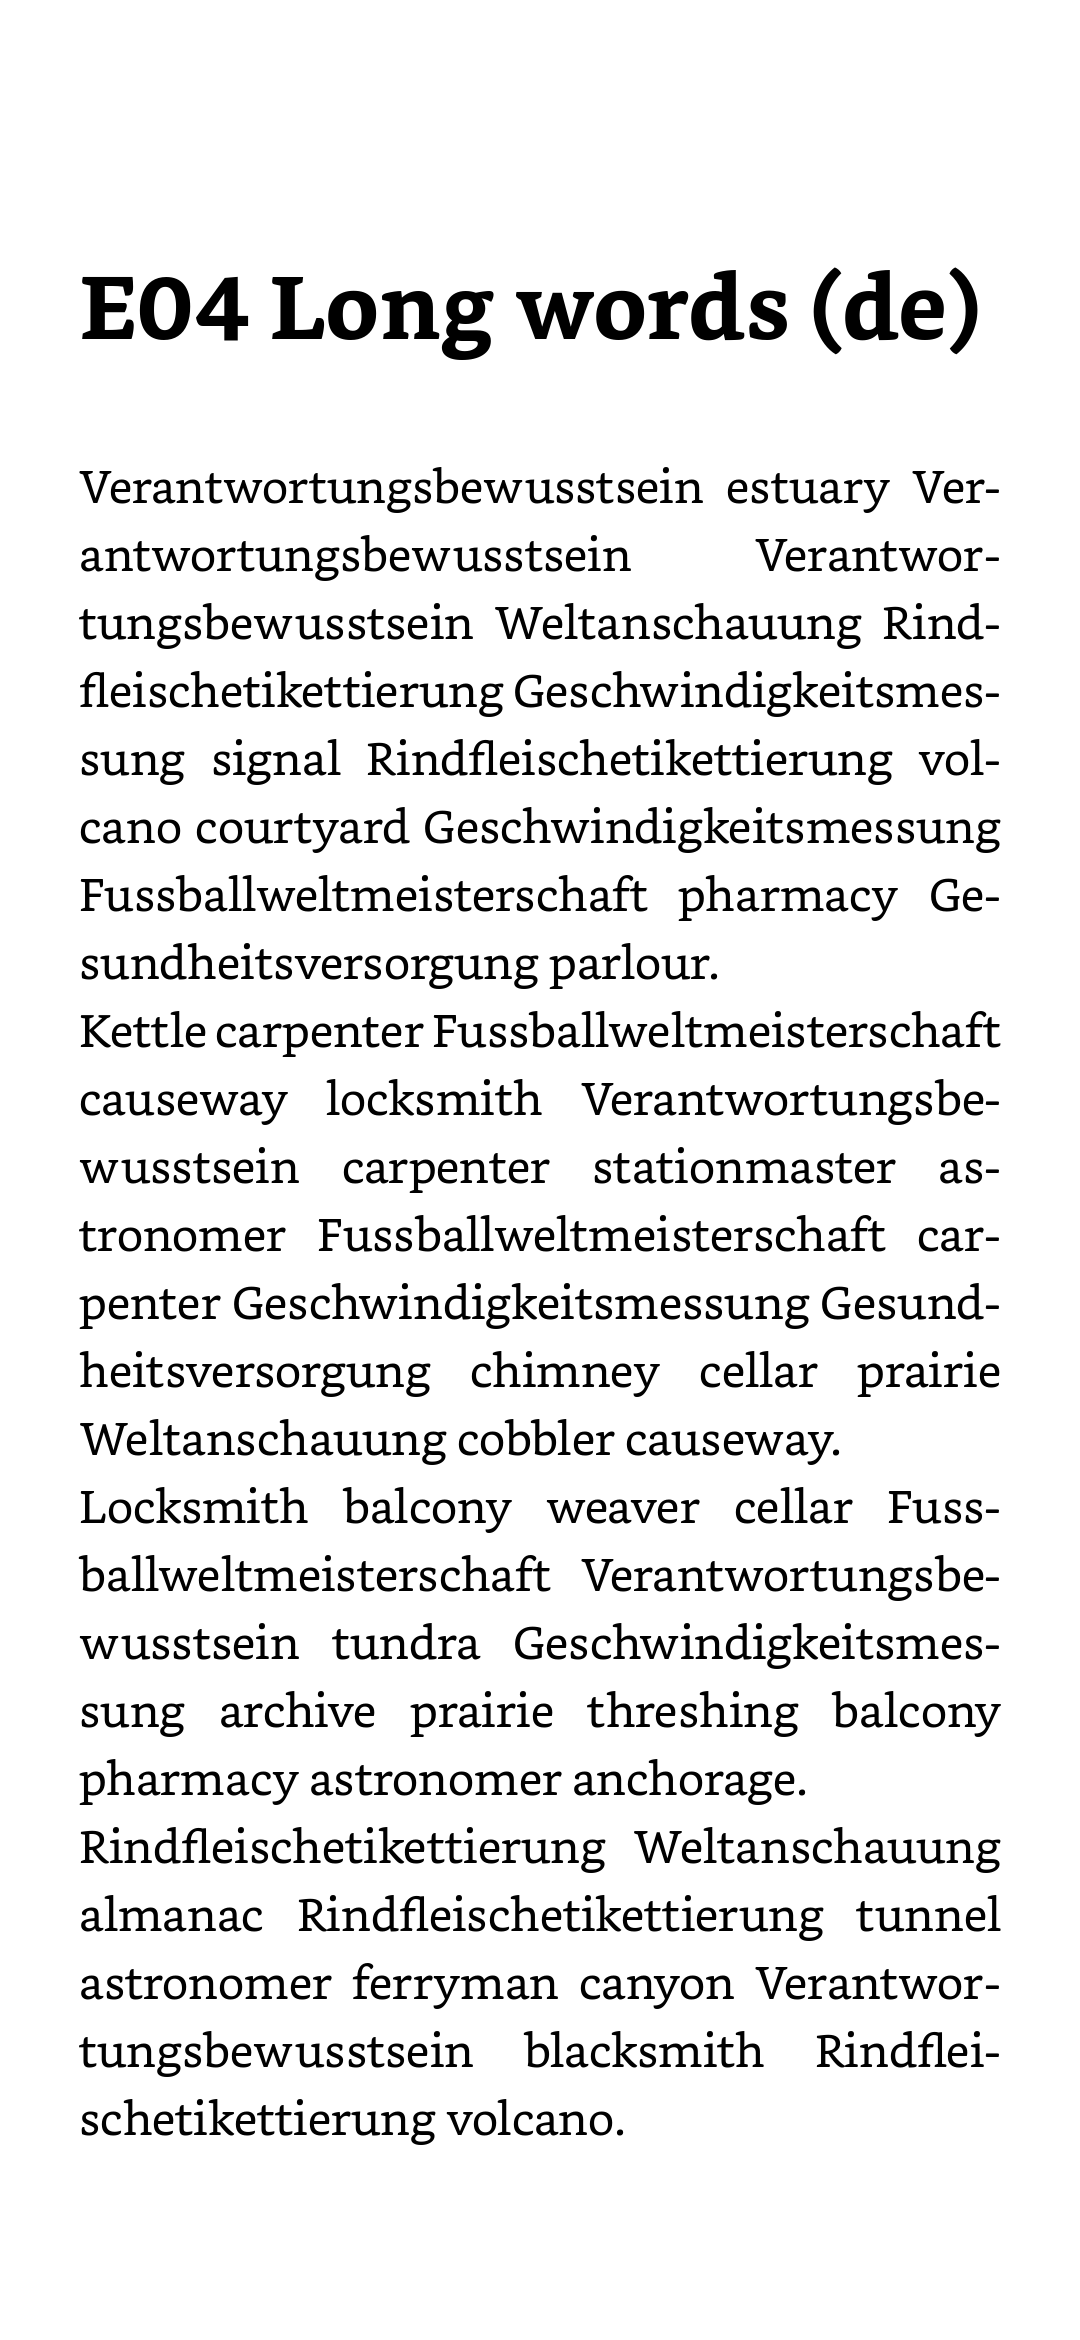 E04 Long words (de)
Verantwortungsbewusstsein estuary Ver-
antwortungsbewusstsein Verantwor-
tungsbewusstsein Weltanschauung Rind-
fleischetikettierung Geschwindigkeitsmes-
sung signal Rindfleischetikettierung vol-
cano courtyard Geschwindigkeitsmessung
Fussballweltmeisterschaft pharmacy Ge-
sundheitsversorgung parlour.
Kettle carpenter Fussballweltmeisterschaft
causeway locksmith Verantwortungsbe-
wusstsein carpenter stationmaster as-
tronomer Fussballweltmeisterschaft car-
penter Geschwindigkeitsmessung Gesund-
heitsversorgung chimney cellar prairie
Weltanschauung cobbler causeway.
Locksmith balcony weaver cellar Fuss-
ballweltmeisterschaft Verantwortungsbe-
wusstsein tundra Geschwindigkeitsmes-
sung archive prairie threshing balcony
pharmacy astronomer anchorage.
Rindfleischetikettierung Weltanschauung
almanac Rindfleischetikettierung tunnel
astronomer ferryman canyon Verantwor-
tungsbewusstsein blacksmith Rindflei-
schetikettierung volcano.